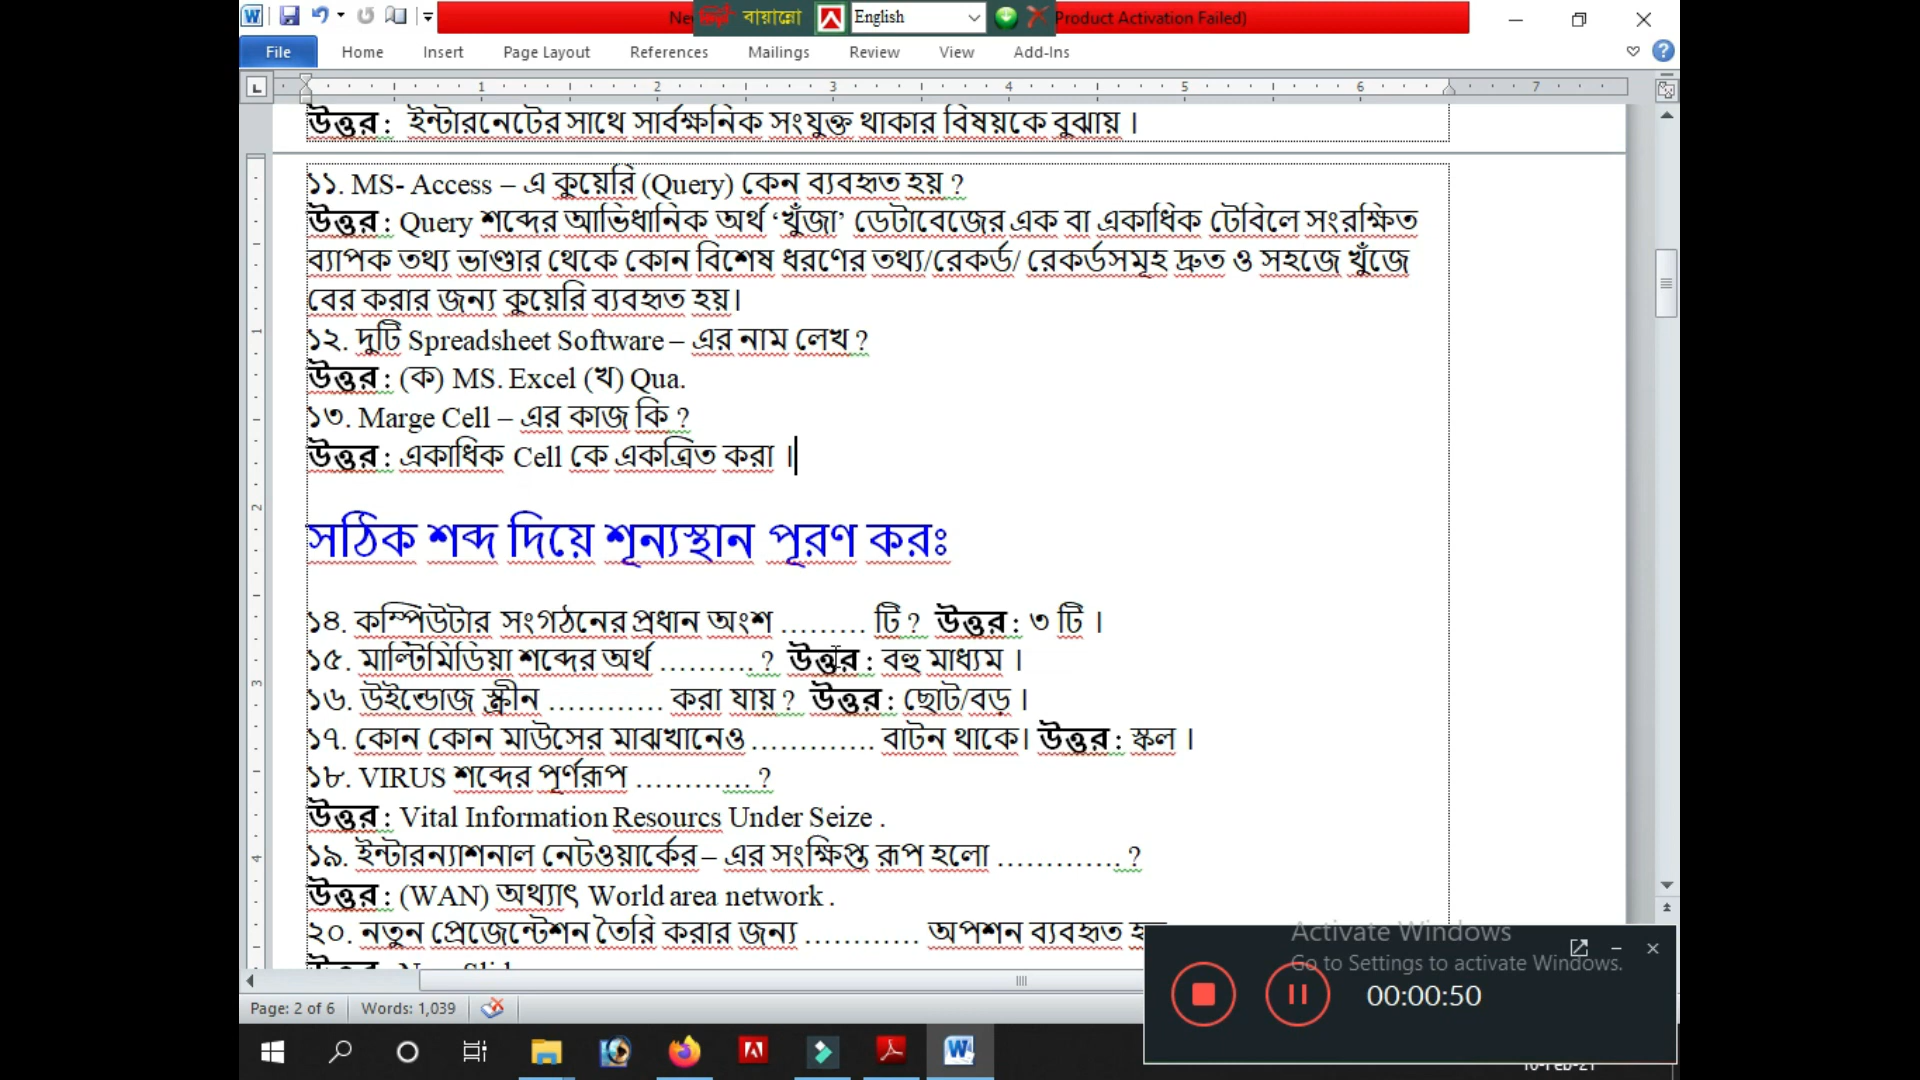 বায়ান্নো English Product Activation Failed)
File Home Insert Page Layout References Mailings Review View Add-Ins
1 2 3 4 5 6 7
উত্তর : ইন্টারনেটের সাথে সার্বক্ষনিক সংযুক্ত থাকার বিষয়কে বুঝায় ।
১১. MS- Access – এ কুয়েরি (Query) কেন ব্যবহৃত হয় ?
উত্তর : Query শব্দের আভিধানিক অর্থ ‘খুঁজা’ ডেটাবেজের এক বা একাধিক টেবিলে সংরক্ষিত
ব্যাপক তথ্য ভাণ্ডার থেকে কোন বিশেষ ধরণের তথ্য/রেকর্ড/ রেকর্ডসমূহ দ্রুত ও সহজে খুঁজে
বের করার জন্য কুয়েরি ব্যবহৃত হয়।
১২. দুটি Spreadsheet Software – এর নাম লেখ ?
উত্তর : (ক) MS. Excel (খ) Qua.
১৩. Marge Cell – এর কাজ কি ?
উত্তর : একাধিক Cell কে একত্রিত করা ।
সঠিক শব্দ দিয়ে শূন্যস্থান পূরণ করঃ
১৪. কম্পিউটার সংগঠনের প্রধান অংশ ……… টি ? উত্তর : ৩ টি ।
১৫. মাল্টিমিডিয়া শব্দের অর্থ ………. ? উত্তর : বহু মাধ্যম ।
১৬. উইন্ডোজ স্ক্রীন ………… করা যায় ? উত্তর : ছোট/বড় ।
১৭. কোন কোন মাউসের মাঝখানেও …………. বাটন থাকে। উত্তর : স্কল ।
১৮. VIRUS শব্দের পূর্ণরূপ ………… ?
উত্তর : Vital Information Resourcs Under Seize .
১৯. ইন্টারন্যাশনাল নেটওয়ার্কের – এর সংক্ষিপ্ত রূপ হলো …………. ?
উত্তর : (WAN) অথ্যাৎ World area network .
২০. নতুন প্রেজেন্টেশন তৈরি করার জন্য ………… অপশন ব্যবহৃত হ
Activate Windows
Go to Settings to activate Windows.
00:00:50
Page: 2 of 6 Words: 1,039